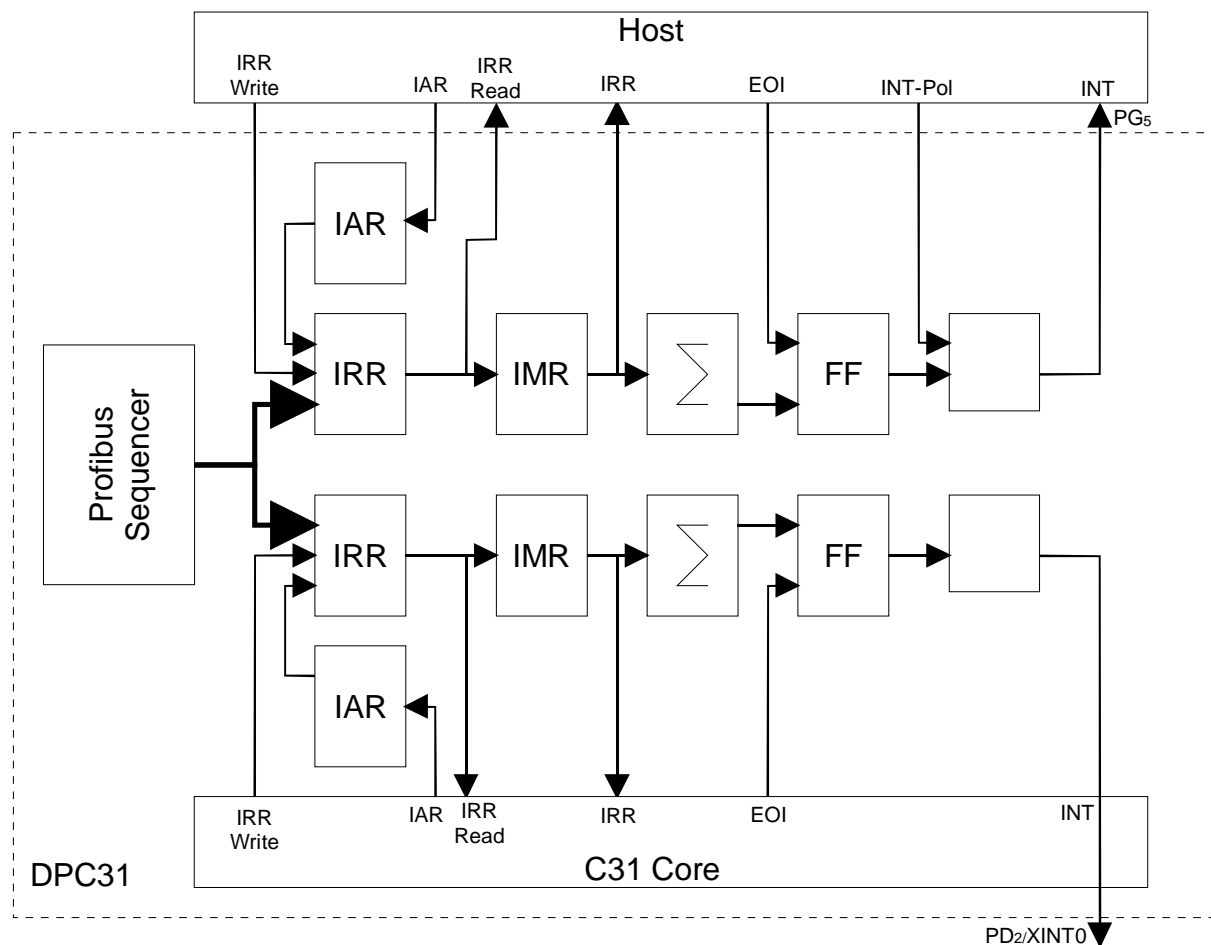 Host
IRR
Write
IAR
IRR
Read
IRR
EOI
INT-Pol
INT
PG5
IAR
IRR
IMR
∑
FF
Profibus
Sequencer
IRR
IMR
∑
FF
IAR
IRR
Write
IAR
IRR
Read
IRR
EOI
INT
C31 Core
DPC31
PD2/XINT0